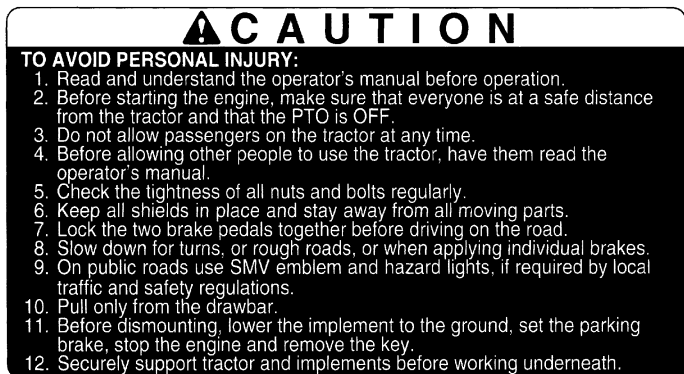 CAUTION
TO AVOID PERSONAL INJURY:
1. Read and understand the operator's manual before operation.
2. Before starting the engine, make sure that everyone is at a safe distance
from the tractor and that the PTO is OFF.
3. Do not allow passengers on the tractor at any time.
4. Before allowing other people to use the tractor, have them read the
operator's manual.
5. Check the tightness of all nuts and bolts regularly.
6. Keep all shields in place and stay away from all moving parts.
7. Lock the two brake pedals together before driving on the road.
8. Slow down for turns, or rough roads, or when applying individual brakes.
9. On public roads use SMV emblem and hazard lights, if required by local
traffic and safety regulations.
10. Pull only from the drawbar.
11. Before dismounting, lower the implement to the ground, set the parking
brake, stop the engine and remove the key.
12. Securely support tractor and implements before working underneath.